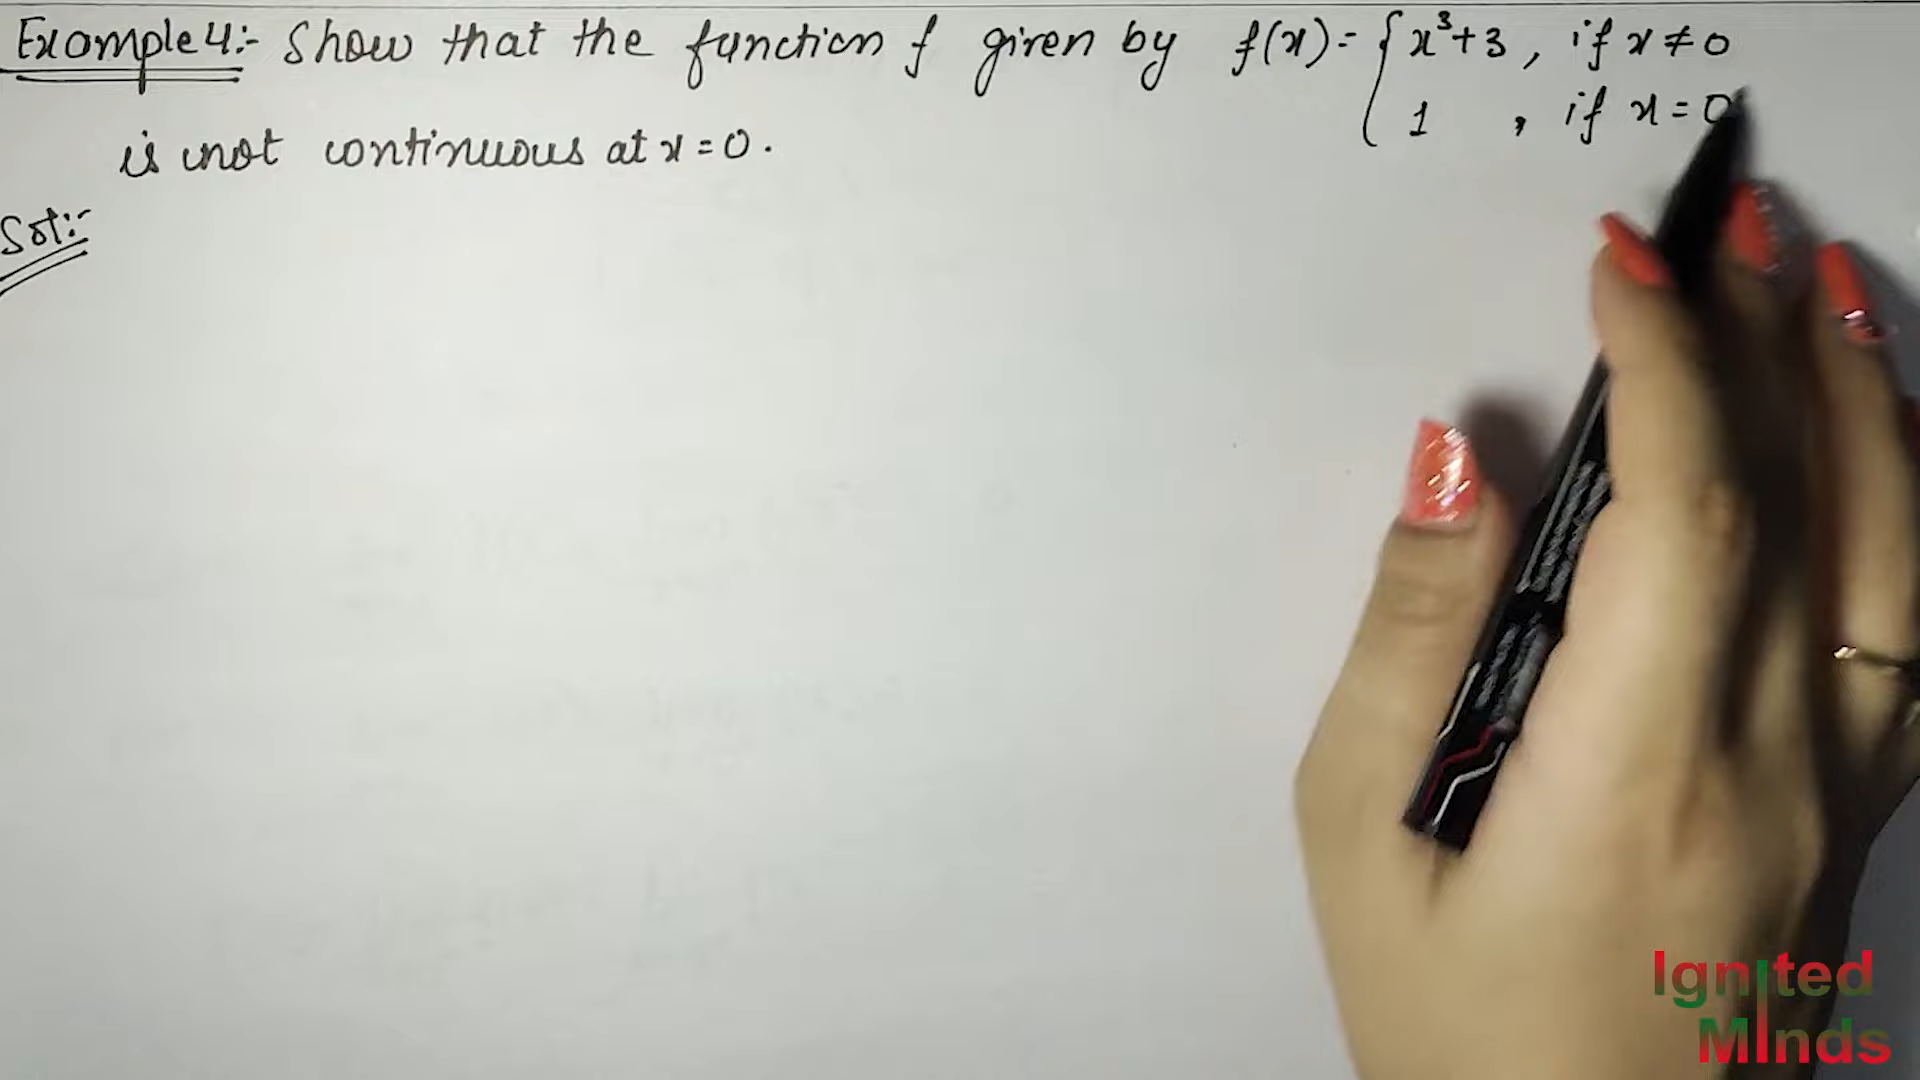 Example 4:- Show that the function f given by f(x) = { x³+3 , if x ≠ 0
1 , if x = 0
is not continuous at x = 0.
Sol:-
Ignited
Minds